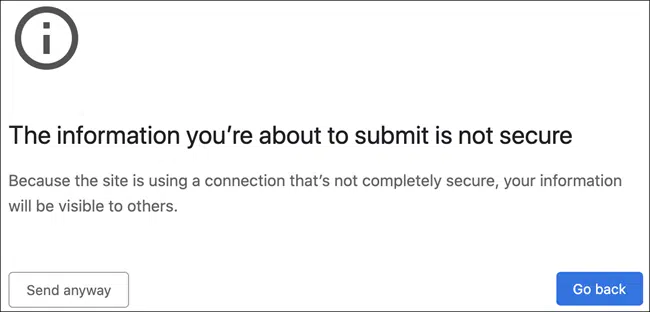 The information you're about to submit is not secure
Because the site is using a connection that's not completely secure, your information
will be visible to others.
Send anyway
Go back